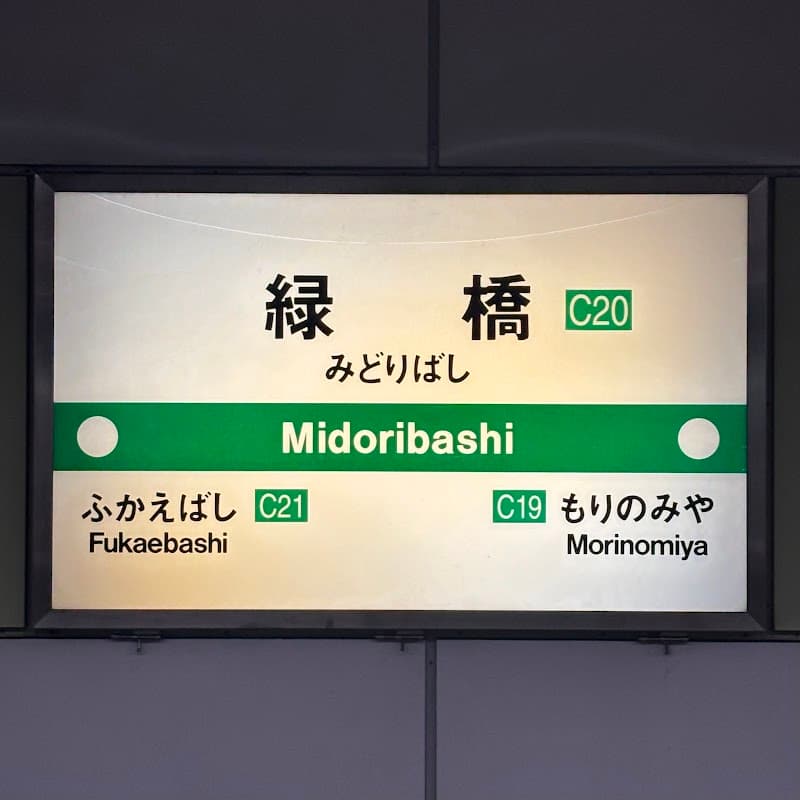 緑 橋 C20
みどりばし
Midoribashi
ふかえばし C21 C19 もりのみや
Fukaebashi Morinomiya